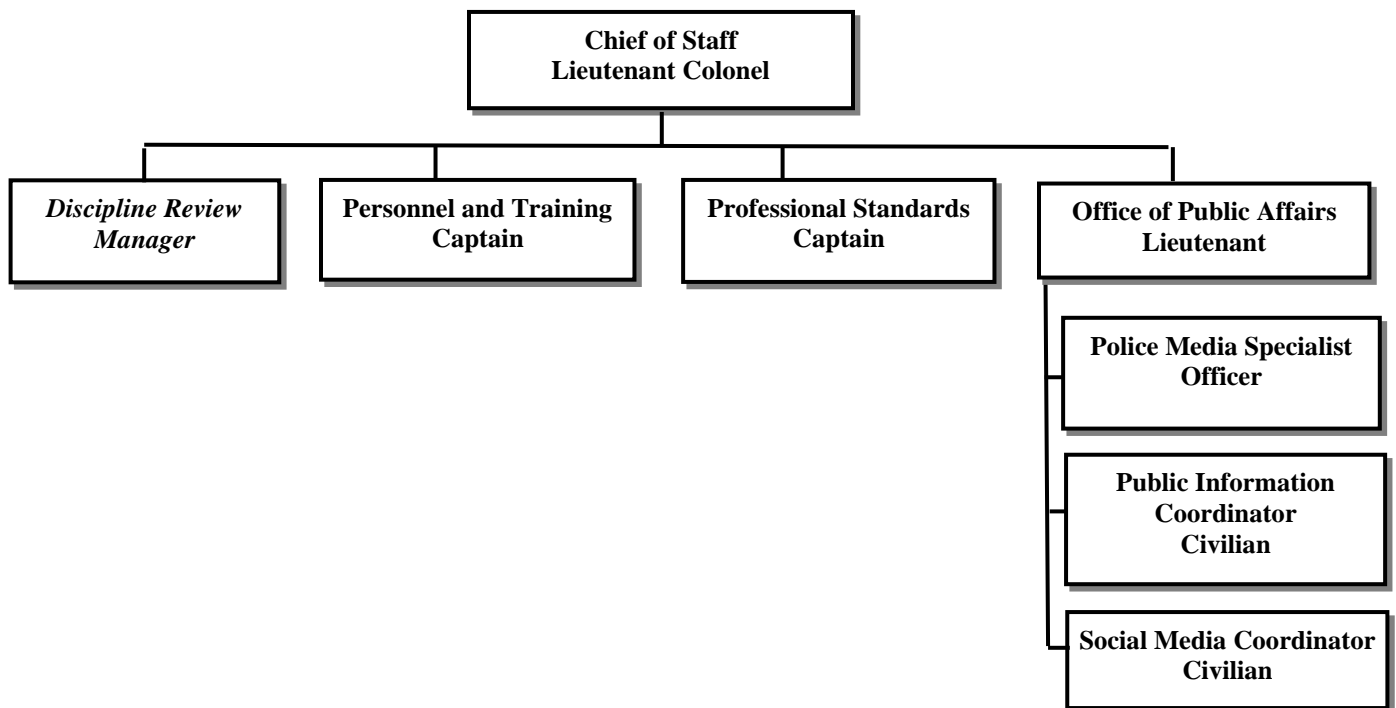 Chief of Staff
Lieutenant Colonel
Discipline Review
Manager
Personnel and Training
Captain
Professional Standards
Captain
Office of Public Affairs
Lieutenant
Police Media Specialist
Officer
Public Information
Coordinator
Civilian
Social Media Coordinator
Civilian